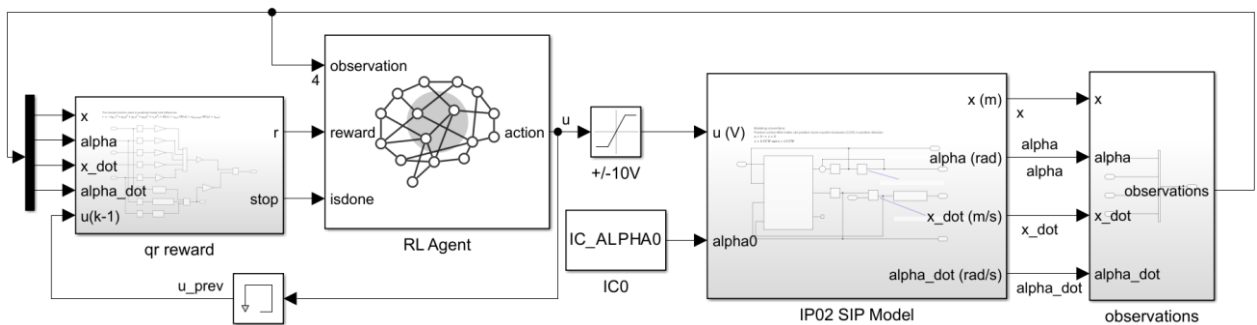 x
alpha
x_dot
alpha_dot
u(k-1)
r
stop
qr reward
observation
4
reward
isdone
action
RL Agent
u
+/-10V
IC_ALPHA0
IC0
u (V)
alpha0
x (m)
alpha (rad)
x_dot (m/s)
alpha_dot (rad/s)
IP02 SIP Model
x
alpha
alpha
x_dot
alpha_dot
x
alpha
x_dot
alpha_dot
observations
observations
u_prev